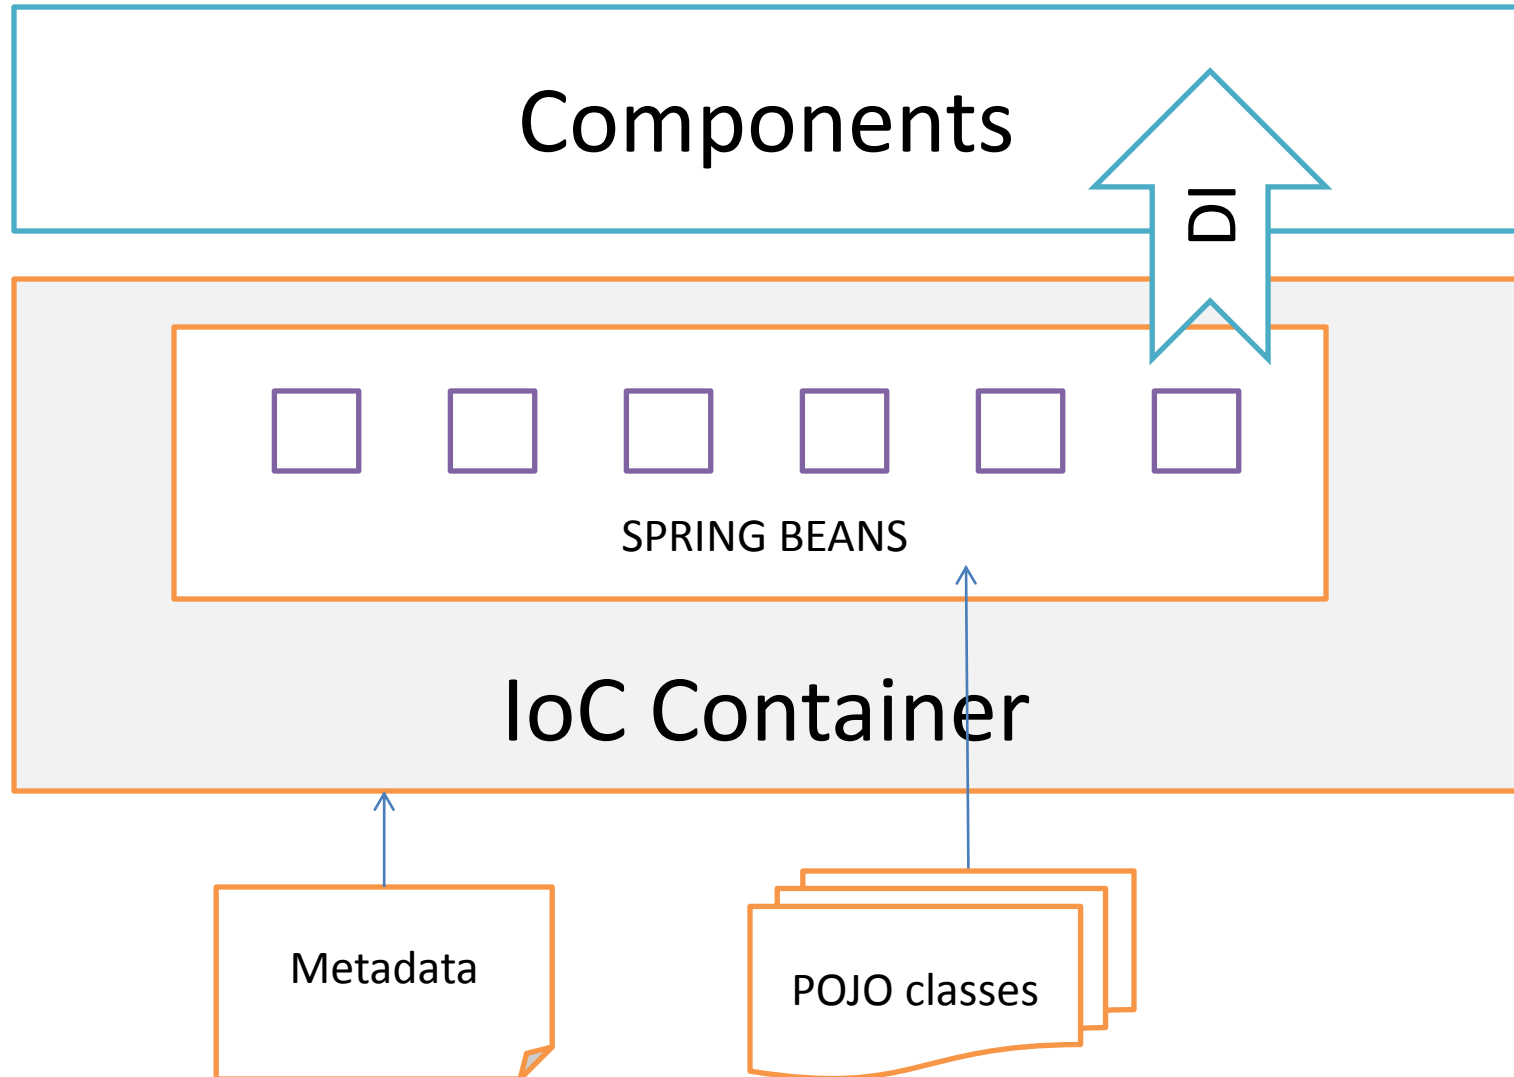 Components
DI
SPRING BEANS
IoC Container
Metadata
POJO classes